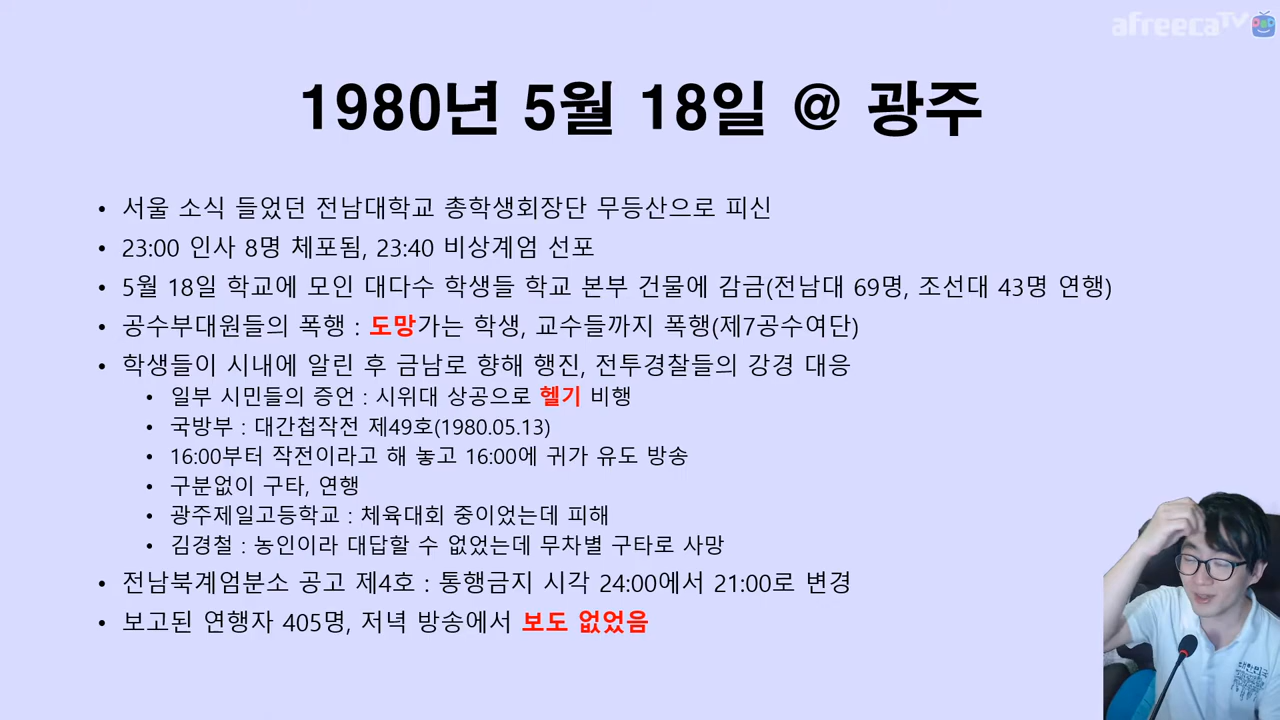 afreecaTV
1980년 5월 18일 @ 광주
• 서울 소식 들었던 전남대학교 총학생회장단 무등산으로 피신
• 23:00 인사 8명 체포됨, 23:40 비상계엄 선포
• 5월 18일 학교에 모인 대다수 학생들 학교 본부 건물에 감금(전남대 69명, 조선대 43명 연행)
• 공수부대원들의 폭행 : 도망가는 학생, 교수들까지 폭행(제7공수여단)
• 학생들이 시내에 알린 후 금남로 향해 행진, 전투경찰들의 강경 대응
• 일부 시민들의 증언 : 시위대 상공으로 헬기 비행
• 국방부 : 대간첩작전 제49호(1980.05.13)
• 16:00부터 작전이라고 해 놓고 16:00에 귀가 유도 방송
• 구분없이 구타, 연행
• 광주제일고등학교 : 체육대회 중이었는데 피해
• 김경철 : 농인이라 대답할 수 없었는데 무차별 구타로 사망
• 전남북계엄분소 공고 제4호 : 통행금지 시각 24:00에서 21:00로 변경
• 보고된 연행자 405명, 저녁 방송에서 보도 없었음
대한민국